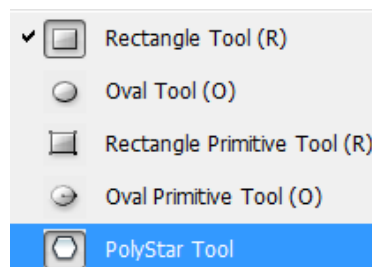 Rectangle Tool (R)
Oval Tool (O)
Rectangle Primitive Tool (R)
Oval Primitive Tool (O)
PolyStar Tool